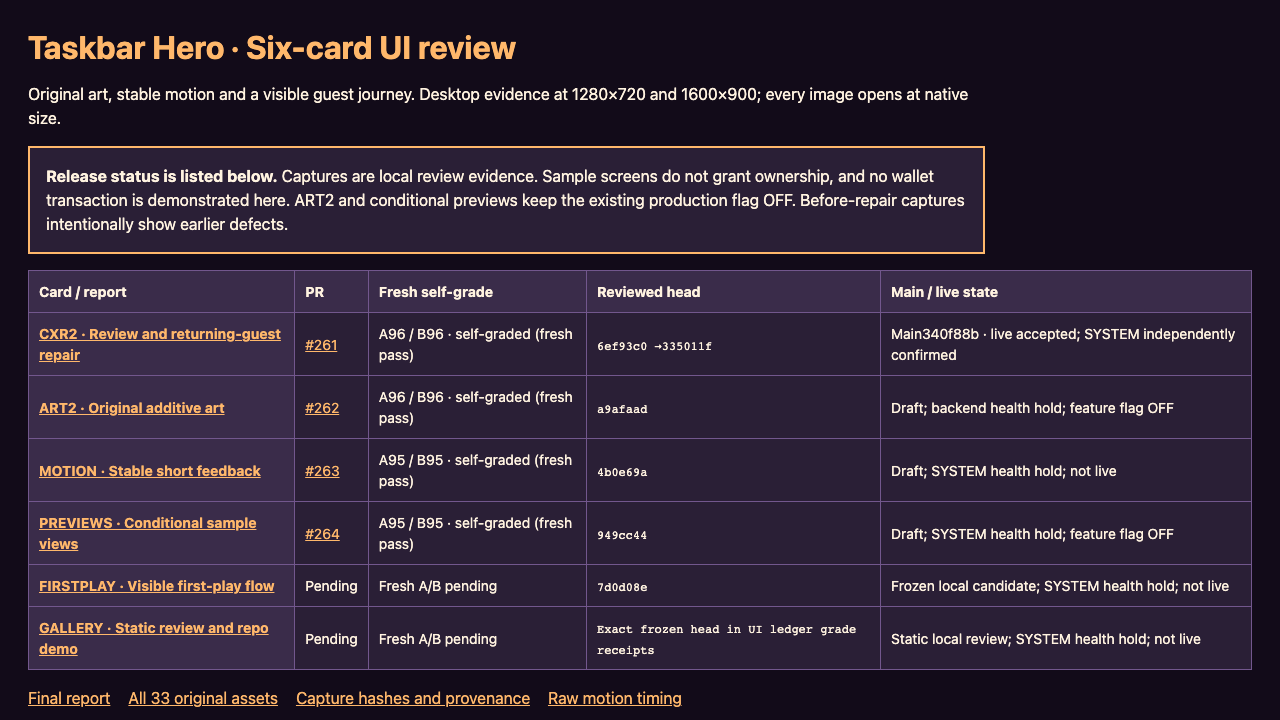 Taskbar Hero · Six-card UI review
Original art, stable motion and a visible guest journey. Desktop evidence at 1280×720 and 1600×900; every image opens at native
size.
Release status is listed below. Captures are local review evidence. Sample screens do not grant ownership, and no wallet
transaction is demonstrated here. ART2 and conditional previews keep the existing production flag OFF. Before-repair captures
intentionally show earlier defects.
Card / report PR Fresh self-grade Reviewed head Main / live state
CXR2 · Review and returning-guest
repair
#261
A96 / B96 · self-graded (fresh
pass)
6ef93c0 →335011f
Main340f88b · live accepted; SYSTEM independently
confirmed
ART2 · Original additive art
#262
A96 / B96 · self-graded (fresh
pass)
a9afaad
Draft; backend health hold; feature flag OFF
MOTION · Stable short feedback
#263
A95 / B95 · self-graded (fresh
pass)
4b0e69a
Draft; SYSTEM health hold; not live
PREVIEWS · Conditional sample
views
#264
A95 / B95 · self-graded (fresh
pass)
949cc44
Draft; SYSTEM health hold; feature flag OFF
FIRSTPLAY · Visible first-play flow
Pending
Fresh A/B pending
7d0d08e
Frozen local candidate; SYSTEM health hold; not live
GALLERY · Static review and repo
demo
Pending
Fresh A/B pending
Exact frozen head in UI ledger grade
receipts
Static local review; SYSTEM health hold; not live
Final report All 33 original assets Capture hashes and provenance Raw motion timing